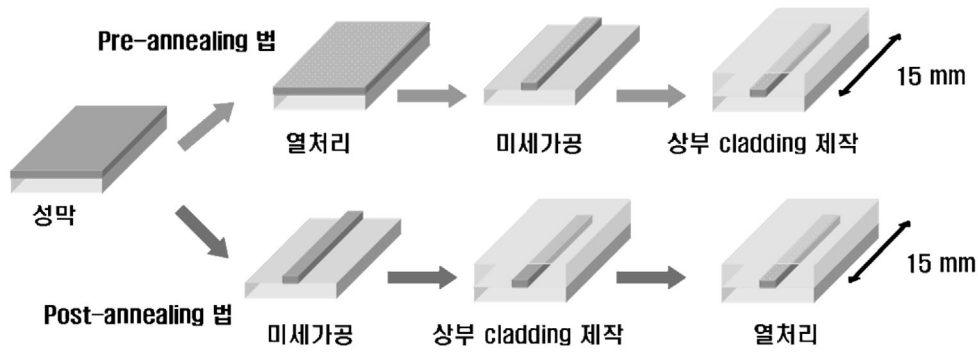 Pre-annealing 법
15 mm
열처리
미세가공
상부 cladding 제작
성막
15 mm
Post-annealing 법
미세가공
상부 cladding 제작
열처리